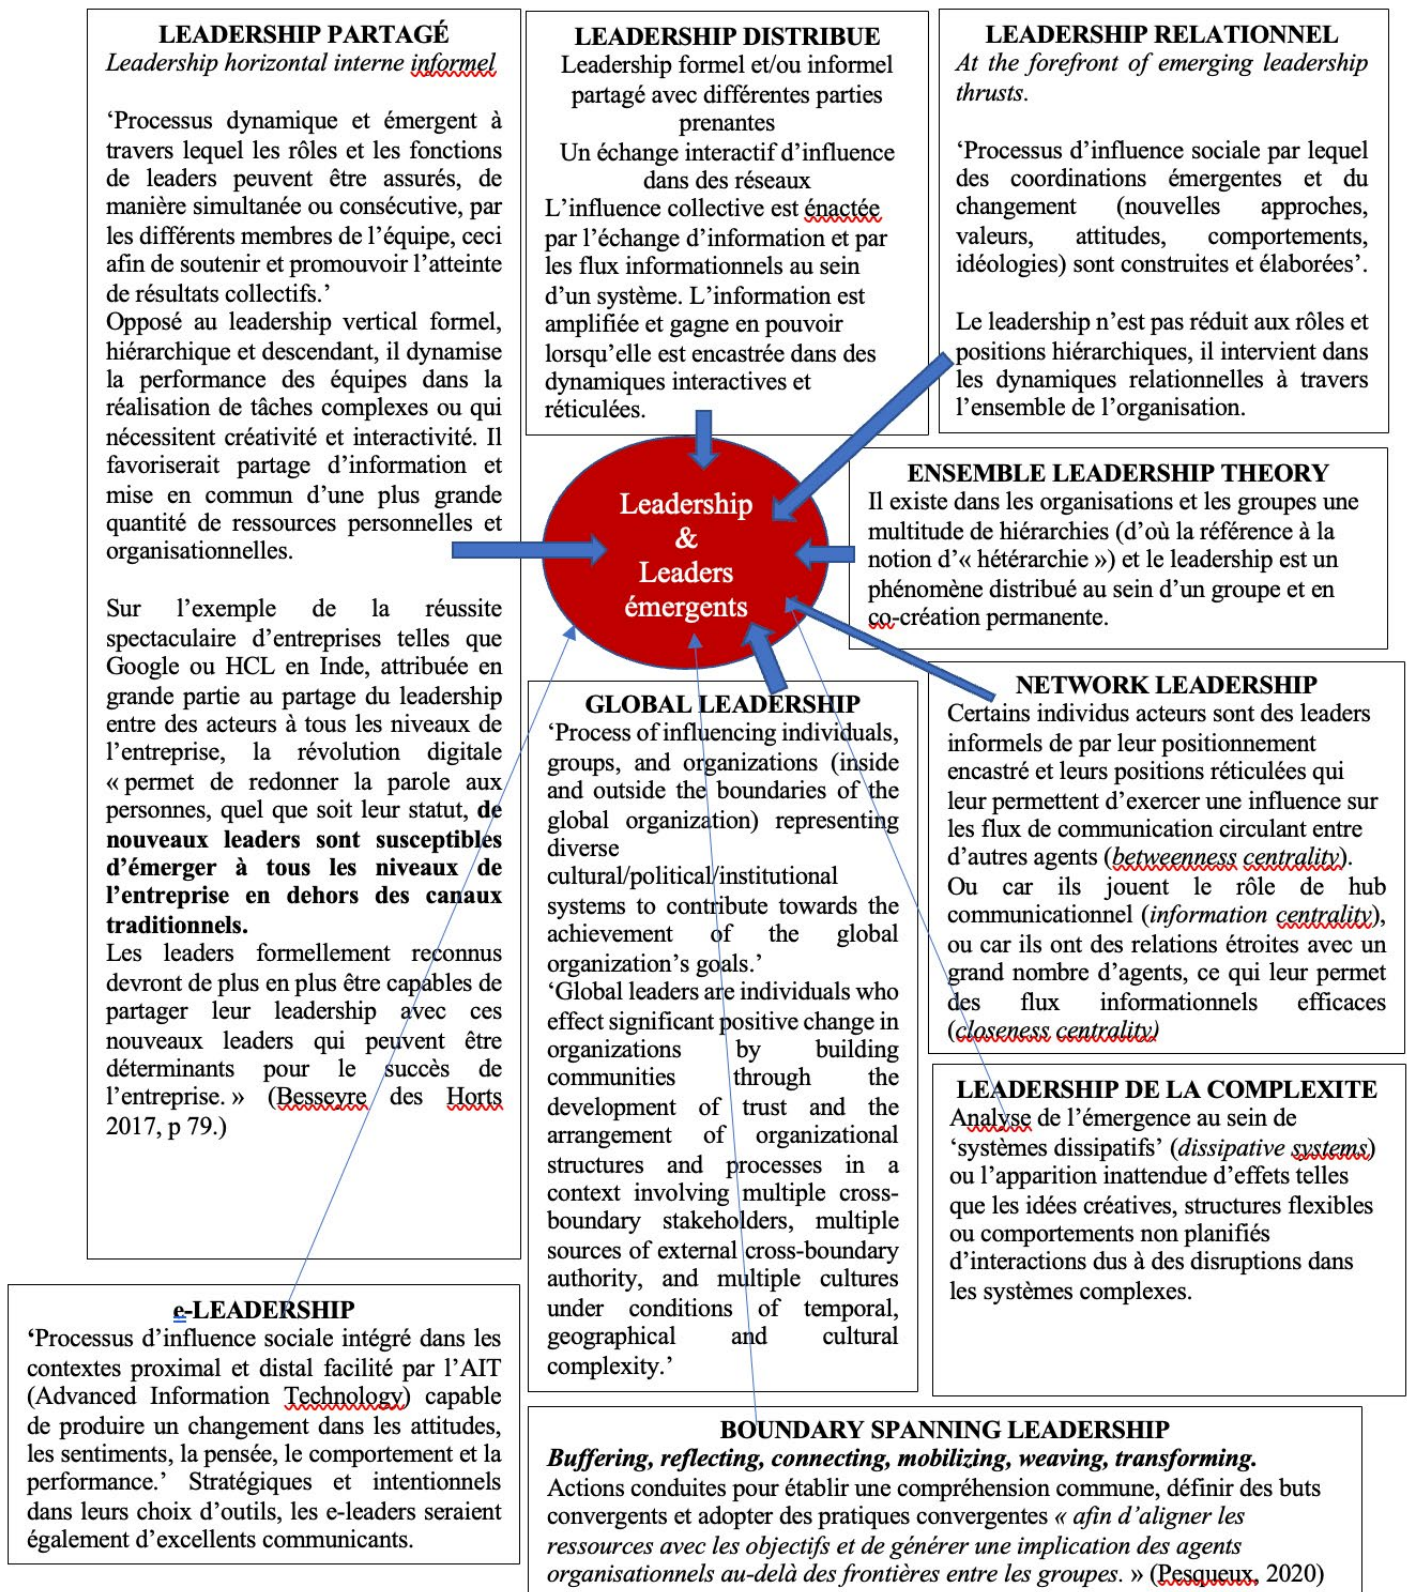 LEADERSHIP PARTAGÉ
Leadership horizontal interne informel
‘Processus dynamique et émergent à
travers lequel les rôles et les fonctions
de leaders peuvent être assurés, de
manière simultanée ou consécutive, par
les différents membres de l’équipe, ceci
afin de soutenir et promouvoir l’atteinte
de résultats collectifs.’
Opposé au leadership vertical formel,
hiérarchique et descendant, il dynamise
la performance des équipes dans la
réalisation de tâches complexes ou qui
nécessitent créativité et interactivité. Il
favoriserait partage d’information et
mise en commun d’une plus grande
quantité de ressources personnelles et
organisationnelles.
Sur l’exemple de la réussite
spectaculaire d’entreprises telles que
Google ou HCL en Inde, attribuée en
grande partie au partage du leadership
entre des acteurs à tous les niveaux de
l’entreprise, la révolution digitale
« permet de redonner la parole aux
personnes, quel que soit leur statut, de
nouveaux leaders sont susceptibles
d’émerger à tous les niveaux de
l’entreprise en dehors des canaux
traditionnels.
Les leaders formellement reconnus
devront de plus en plus être capables de
partager leur leadership avec ces
nouveaux leaders qui peuvent être
déterminants pour le succès de
l’entreprise. » (Besseyre des Horts
2017, p 79.)
LEADERSHIP DISTRIBUE
Leadership formel et/ou informel
partagé avec différentes parties
prenantes
Un échange interactif d’influence
dans des réseaux
L’influence collective est énactée
par l’échange d’information et par
les flux informationnels au sein
d’un système. L’information est
amplifiée et gagne en pouvoir
lorsqu’elle est encastrée dans des
dynamiques interactives et
réticulées.
LEADERSHIP RELATIONNEL
At the forefront of emerging leadership
thrusts.
‘Processus d’influence sociale par lequel
des coordinations émergentes et du
changement (nouvelles approches,
valeurs, attitudes, comportements,
idéologies) sont construites et élaborées’.
Le leadership n’est pas réduit aux rôles et
positions hiérarchiques, il intervient dans
les dynamiques relationnelles à travers
l’ensemble de l’organisation.
Leadership
&
Leaders
émergents
ENSEMBLE LEADERSHIP THEORY
Il existe dans les organisations et les groupes une
multitude de hiérarchies (d’où la référence à la
notion d’« hétérarchie ») et le leadership est un
phénomène distribué au sein d’un groupe et en
co-création permanente.
NETWORK LEADERSHIP
Certains individus acteurs sont des leaders
informels de par leur positionnement
encastré et leurs positions réticulées qui
leur permettent d’exercer une influence sur
les flux de communication circulant entre
d’autres agents (betweenness centrality).
Ou car ils jouent le rôle de hub
communicationnel (information centrality),
ou car ils ont des relations étroites avec un
grand nombre d’agents, ce qui leur permet
des flux informationnels efficaces
(closeness centrality)
GLOBAL LEADERSHIP
‘Process of influencing individuals,
groups, and organizations (inside
and outside the boundaries of the
global organization) representing
diverse
cultural/political/institutional
systems to contribute towards the
achievement of the global
organization’s goals.’
‘Global leaders are individuals who
effect significant positive change in
organizations by building
communities through the
development of trust and the
arrangement of organizational
structures and processes in a
context involving multiple cross-
boundary stakeholders, multiple
sources of external cross-boundary
authority, and multiple cultures
under conditions of temporal,
geographical and cultural
complexity.’
LEADERSHIP DE LA COMPLEXITE
Analyse de l’émergence au sein de
‘systèmes dissipatifs’ (dissipative systems)
ou l’apparition inattendue d’effets telles
que les idées créatives, structures flexibles
ou comportements non planifiés
d’interactions dus à des disruptions dans
les systèmes complexes.
e-LEADERSHIP
‘Processus d’influence sociale intégré dans les
contextes proximal et distal facilité par l’AIT
(Advanced Information Technology) capable
de produire un changement dans les attitudes,
les sentiments, la pensée, le comportement et la
performance.’ Stratégiques et intentionnels
dans leurs choix d’outils, les e-leaders seraient
également d’excellents communicants.
BOUNDARY SPANNING LEADERSHIP
Buffering, reflecting, connecting, mobilizing, weaving, transforming.
Actions conduites pour établir une compréhension commune, définir des buts
convergents et adopter des pratiques convergentes « afin d’aligner les
ressources avec les objectifs et de générer une implication des agents
organisationnels au-delà des frontières entre les groupes. » (Pesqueux, 2020)